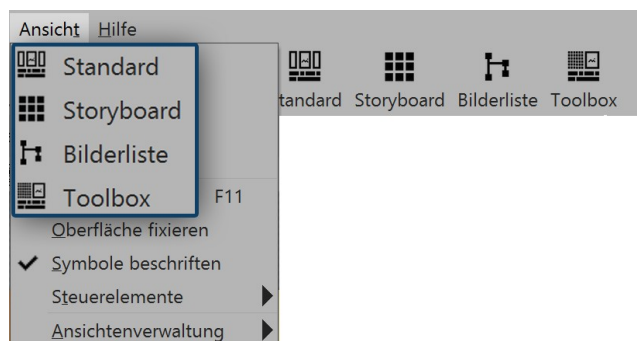 Ansicht Hilfe
Standard
Storyboard
Bilderliste
Toolbox
F11
Oberfläche fixieren
Symbole beschriften
Steuerelemente
Ansichtenverwaltung
tandard Storyboard Bilderliste Toolbox